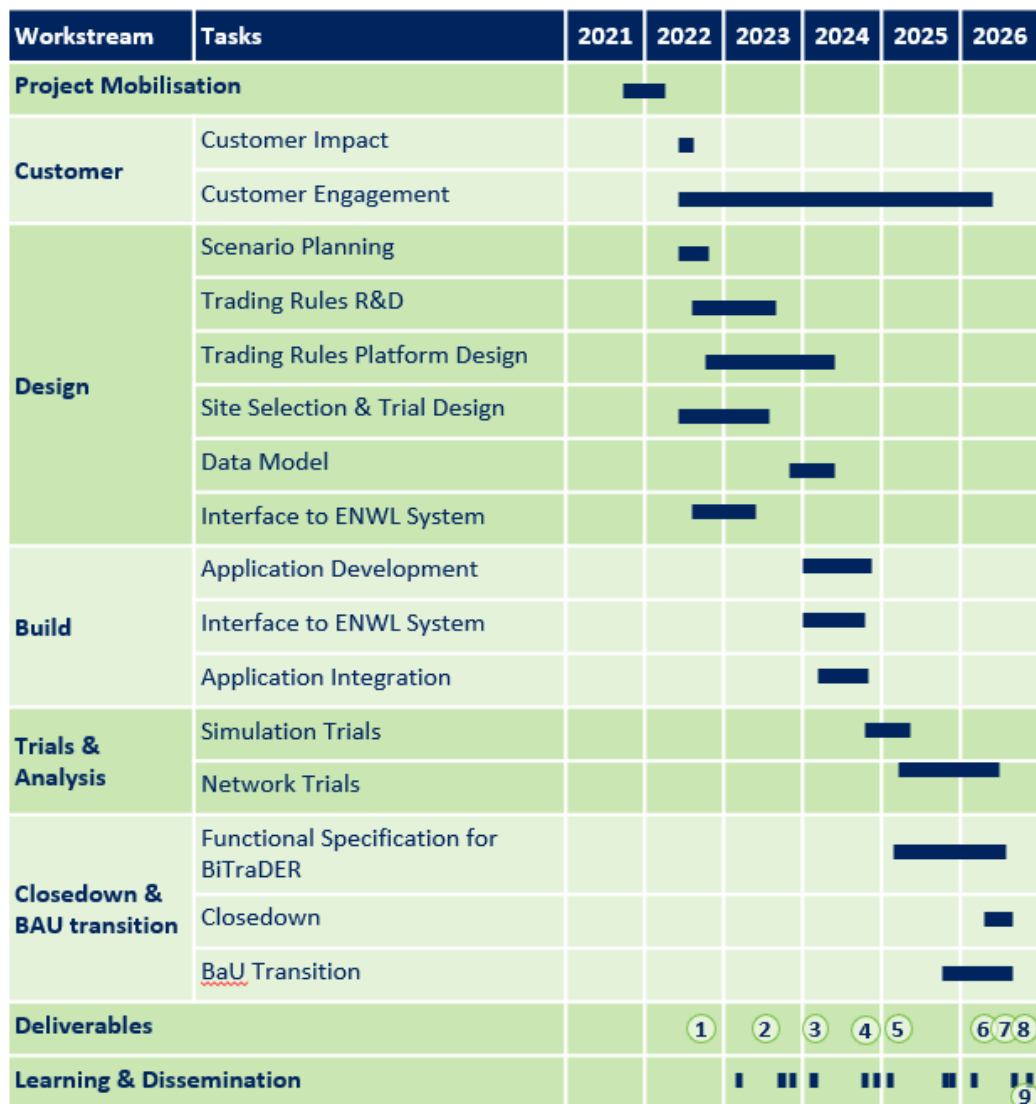 Workstream Tasks 2021 2022 2023 2024 2025 2026
Project Mobilisation
Customer
Customer Impact
Customer Engagement
Design
Scenario Planning
Trading Rules R&D
Trading Rules Platform Design
Site Selection & Trial Design
Data Model
Interface to ENWL System
Build
Application Development
Interface to ENWL System
Application Integration
Trials &
Analysis
Simulation Trials
Network Trials
Closedown &
BAU transition
Functional Specification for
BiTraDER
Closedown
BaU Transition
Deliverables 1 2 3 4 5 6 7 8
Learning & Dissemination
9